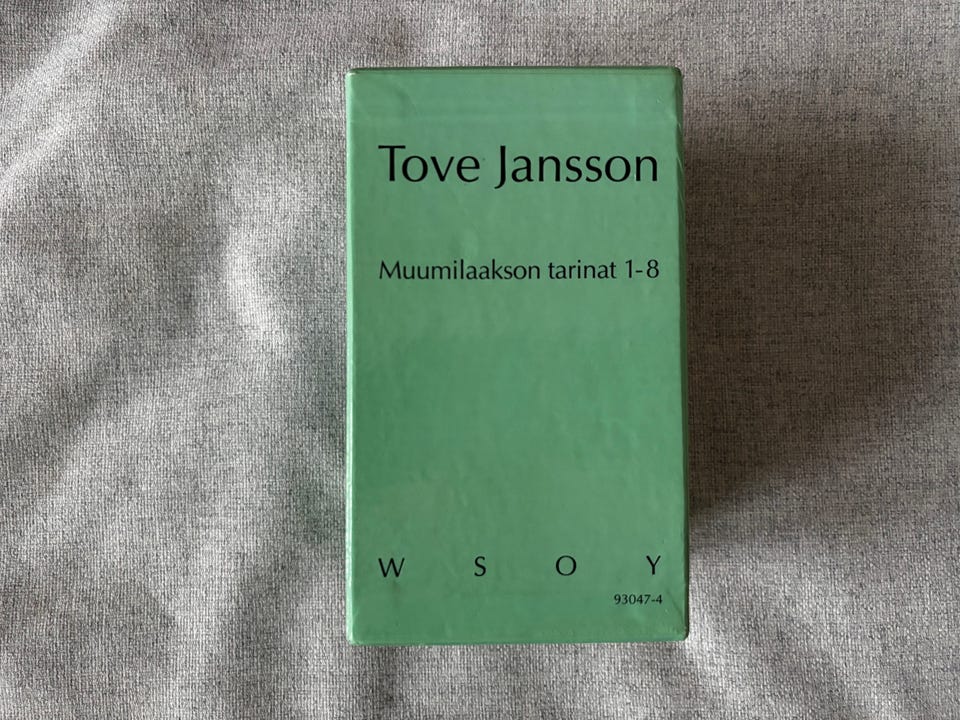 Tove Jansson
Muumilaakson tarinat 1-8
W S O Y
93047-4